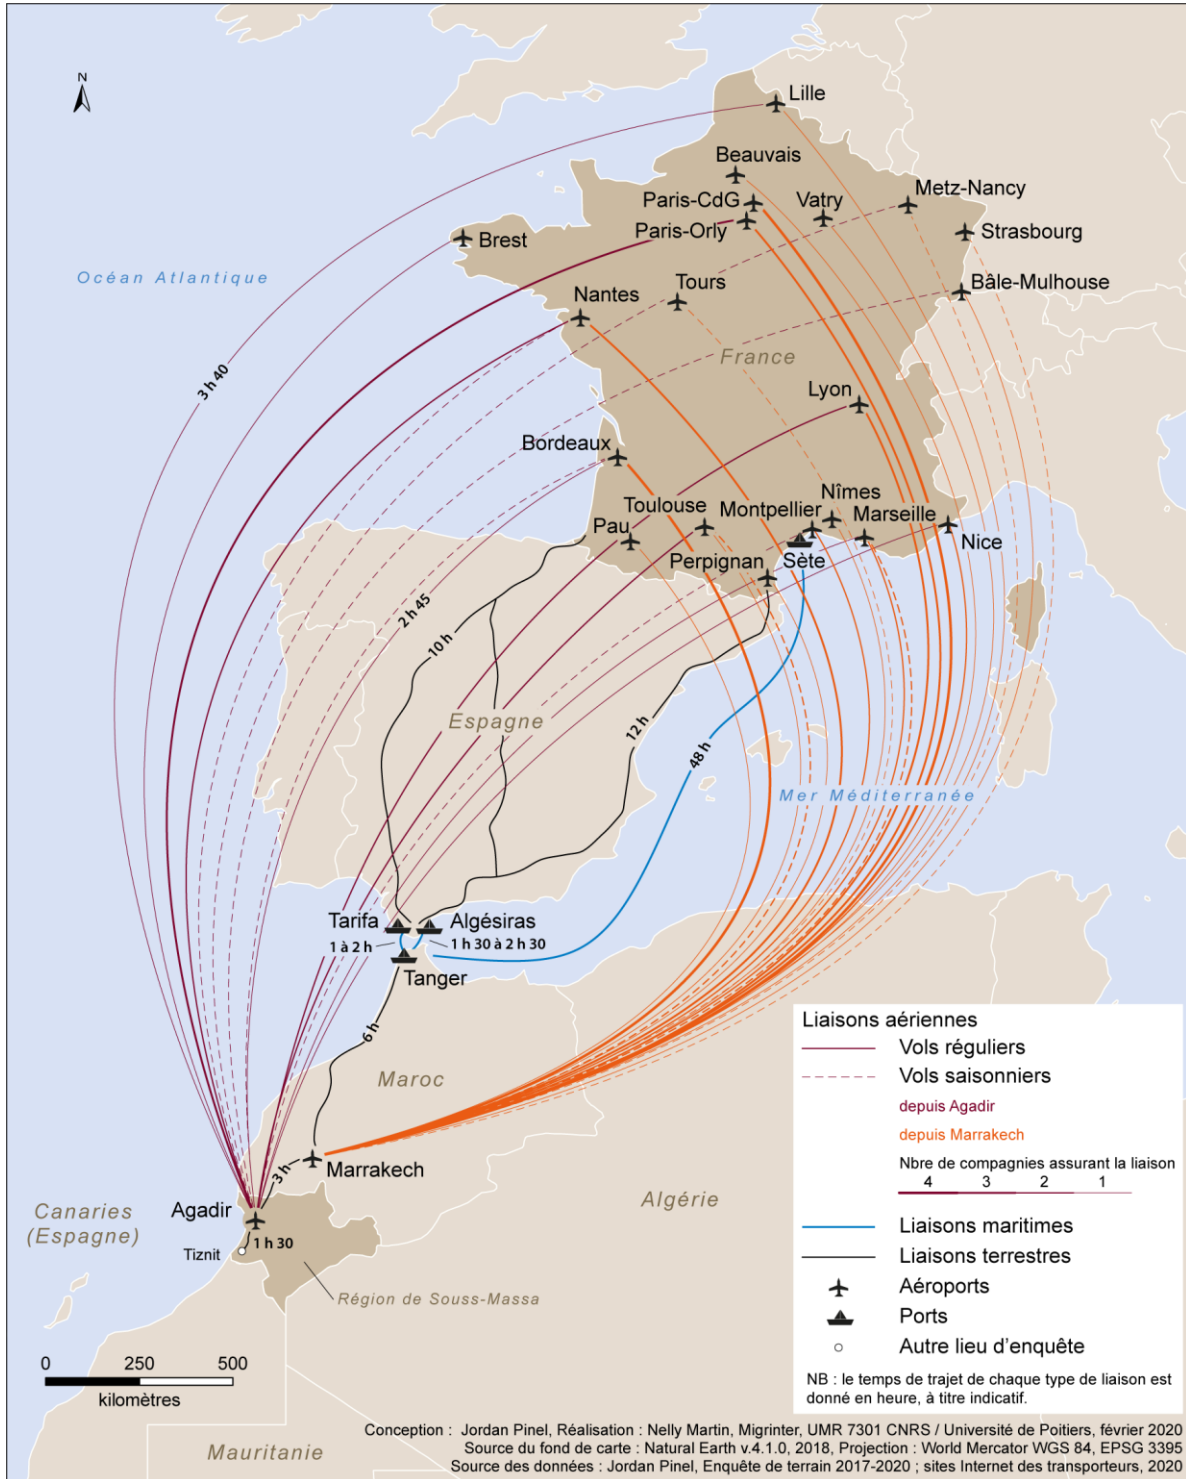 N
Lille
Beauvais
Paris-CdG
Vatry
Metz-Nancy
Paris-Orly
Strasbourg
Brest
Océan Atlantique
Tours
Bâle-Mulhouse
Nantes
France
3 h 40
Lyon
Bordeaux
Nîmes
Toulouse
Montpellier
Marseille
Pau
Nice
Perpignan
Sète
2 h 45
10 h
Espagne
12 h
48 h
Mer Méditerranée
Tarifa
Algésiras
1 à 2 h
1 h 30 à 2 h 30
Tanger
6 h
Maroc
Marrakech
3 h
Agadir
Algérie
Canaries
(Espagne)
1 h 30
Tiznit
Région de Souss-Massa
Liaisons aériennes
Vols réguliers
Vols saisonniers
depuis Agadir
depuis Marrakech
Nbre de compagnies assurant la liaison
4 3 2 1
Liaisons maritimes
Liaisons terrestres
Aéroports
Ports
Autre lieu d'enquête
NB : le temps de trajet de chaque type de liaison est
donné en heure, à titre indicatif.
0 250 500
kilomètres
Mauritanie
Conception : Jordan Pinel, Réalisation : Nelly Martin, Migrinter, UMR 7301 CNRS / Université de Poitiers, février 2020
Source du fond de carte : Natural Earth v.4.1.0, 2018, Projection : World Mercator WGS 84, EPSG 3395
Source des données : Jordan Pinel, Enquête de terrain 2017-2020 ; sites Internet des transporteurs, 2020